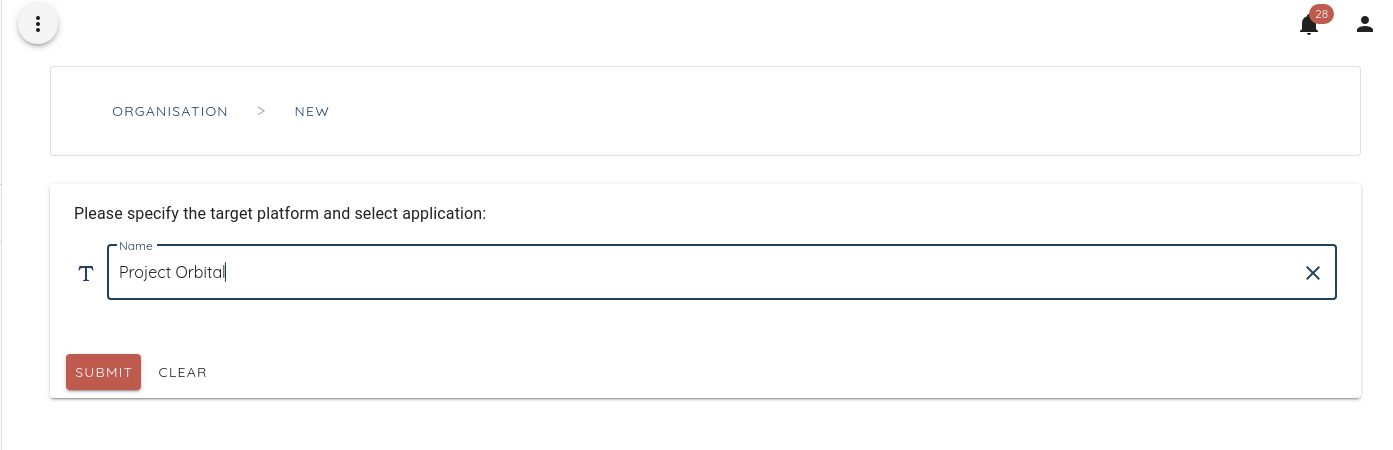 28
ORGANISATION > NEW
Please specify the target platform and select application:
Name
T Project Orbital
SUBMIT CLEAR